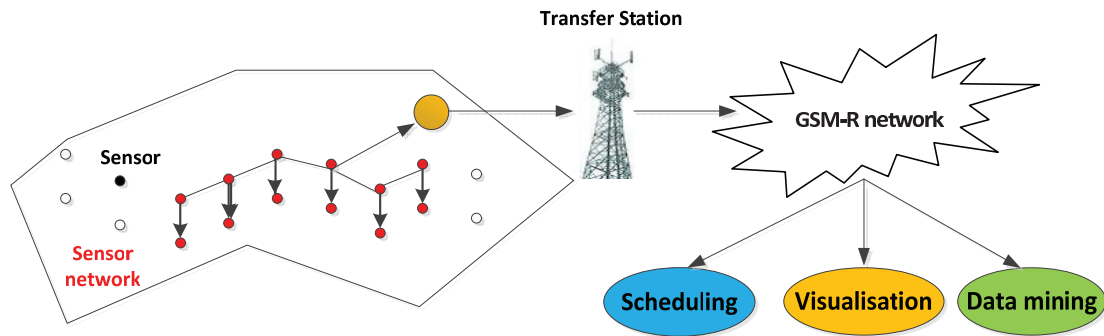 Transfer Station
GSM-R network
Sensor
Sensor
network
Scheduling
Visualisation
Data mining